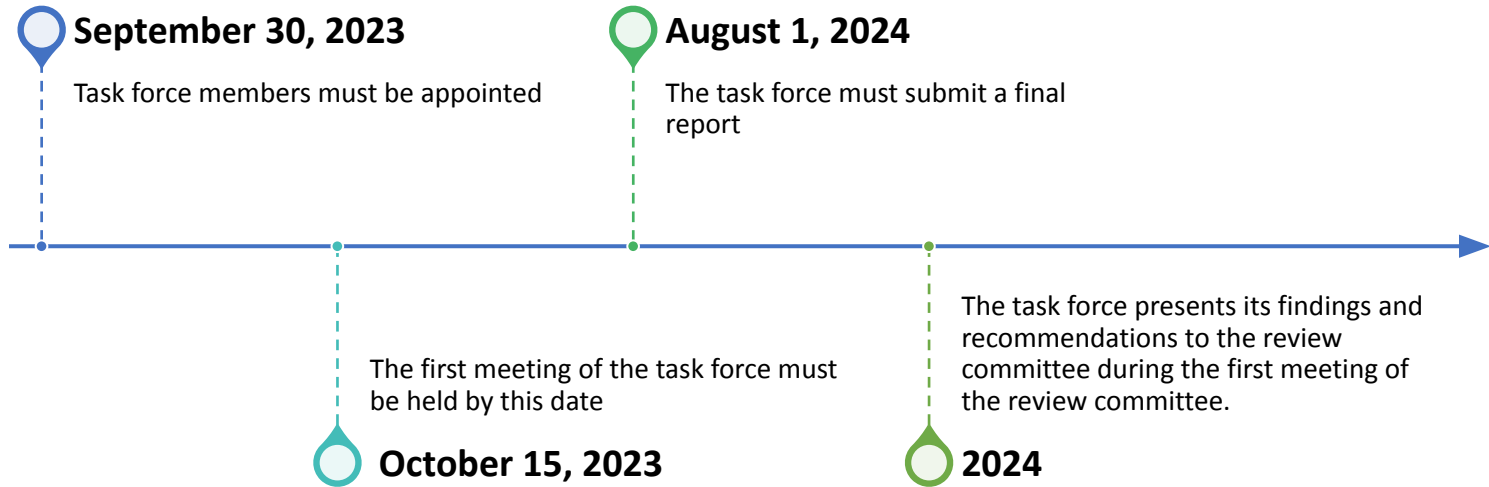 September 30, 2023
Task force members must be appointed
August 1, 2024
The task force must submit a final
report
The first meeting of the task force must
be held by this date
October 15, 2023
The task force presents its findings and
recommendations to the review
committee during the first meeting of
the review committee.
2024